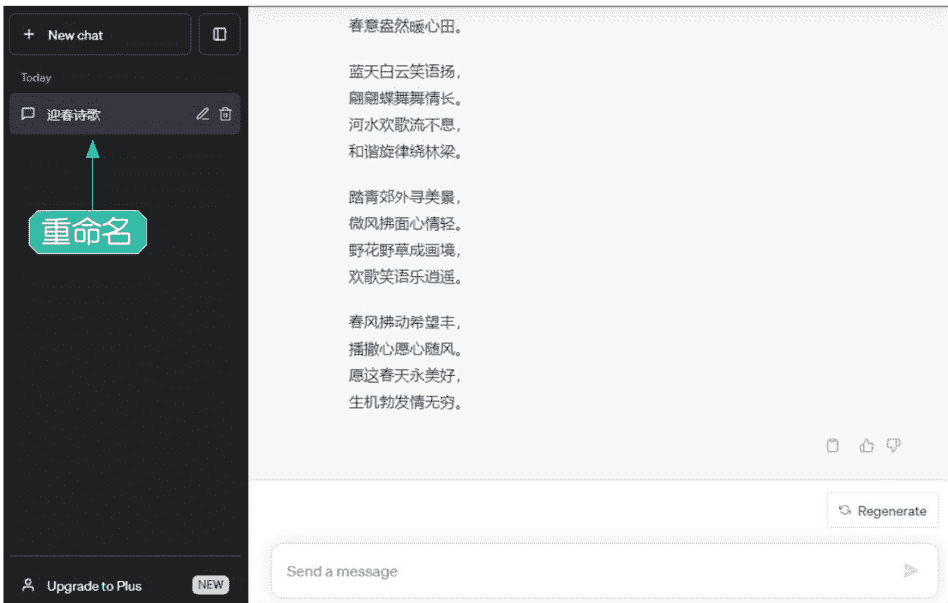 New chat
Today
迎春诗歌
重命名
Upgrade to Plus
NEW
春意盎然暖心田。
蓝天白云笑语扬，
翩翩蝶舞舞情长。
河水欢歌流不息，
和谐旋律绕林梁。
踏青郊外寻美景，
微风拂面心情轻。
野花野草成画境，
欢歌笑语乐逍遥。
春风拂动希望丰，
播撒心愿心随风。
愿这春天永美好，
生机勃发情无穷。
Regenerate
Send a message